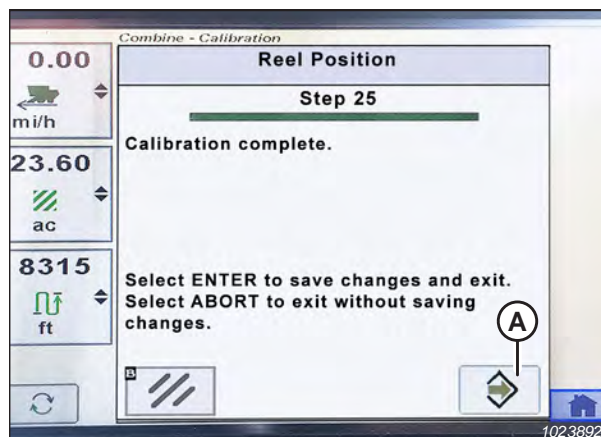 Combine - Calibration
0.00
mi/h
23.60
ac
8315
ft
Reel Position
Step 25
Calibration complete.
Select ENTER to save changes and exit.
Select ABORT to exit without saving
changes.
A
B
1023892